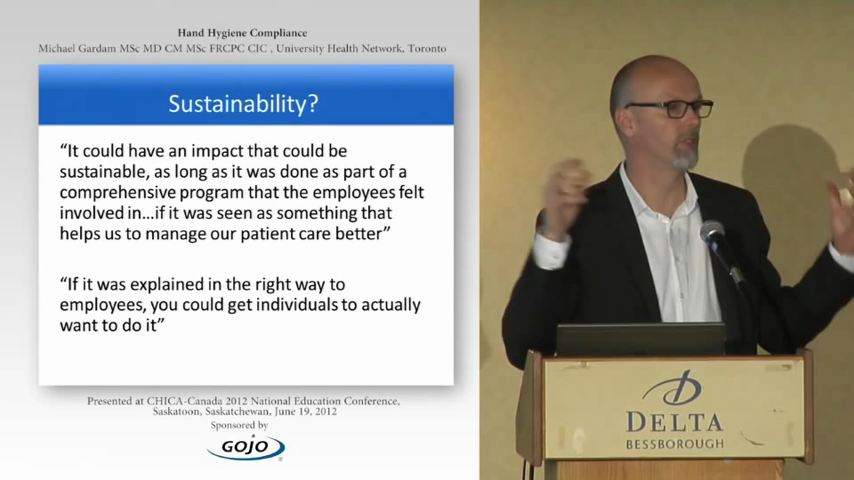 Hand Hygiene Compliance
Michael Gardam MSc MD CM MSc FRCPC CIC , University Health Network, Toronto
Sustainability?
“It could have an impact that could be
sustainable, as long as it was done as part of a
comprehensive program that the employees felt
involved in…if it was seen as something that
helps us to manage our patient care better”
“If it was explained in the right way to
employees, you could get individuals to actually
want to do it”
Presented at CHICA-Canada 2012 National Education Conference,
Saskatoon, Saskatchewan, June 19, 2012
Sponsored by
GOJO
DELTA
BESSBOROUGH